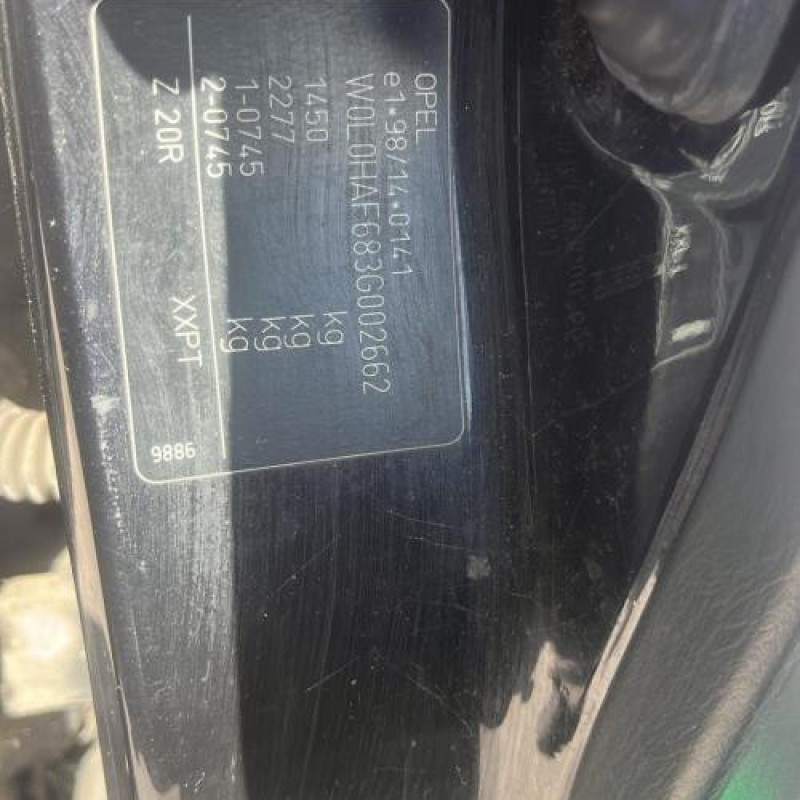 OPEL
e1*98/14*0141
W0L0HAF683G002662
1450 kg
2277 kg
1-0745 kg
2-0745 kg
Z 20R XXPT
9886